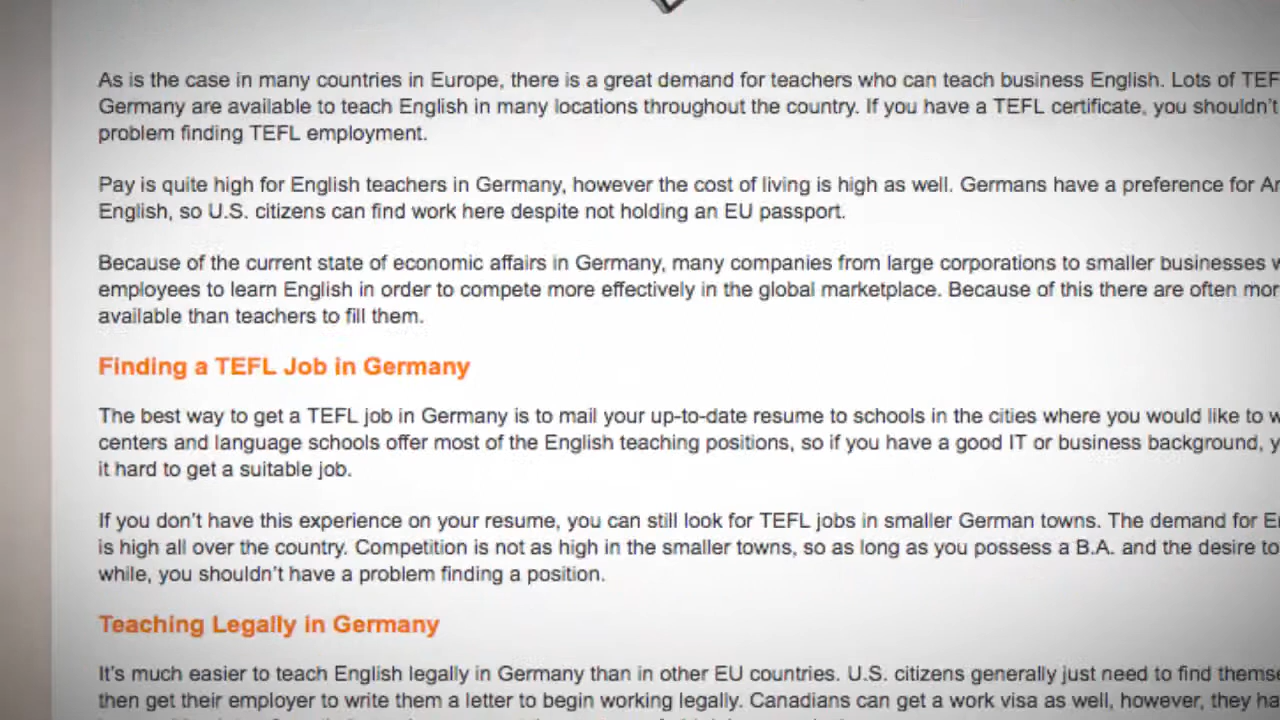 As is the case in many countries in Europe, there is a great demand for teachers who can teach business English. Lots of TEF
Germany are available to teach English in many locations throughout the country. If you have a TEFL certificate, you shouldn't
problem finding TEFL employment.
Pay is quite high for English teachers in Germany, however the cost of living is high as well. Germans have a preference for
English, so U.S. citizens can find work here despite not holding an EU passport.
Because of the current state of economic affairs in Germany, many companies from large corporations to smaller businesses
employees to learn English in order to compete more effectively in the global marketplace. Because of this there are often
available than teachers to fill them.
Finding a TEFL Job in Germany
The best way to get a TEFL job in Germany is to mail your up-to-date resume to schools in the cities where you would like to
centers and language schools offer most of the English teaching positions, so if you have a good IT or business background,
it hard to get a suitable job.
If you don't have this experience on your resume, you can still look for TEFL jobs in smaller German towns. The demand for
is high all over the country. Competition is not as high in the smaller towns, so as long as you possess a B.A. and the desire to
while, you shouldn't have a problem finding a position.
Teaching Legally in Germany
It's much easier to teach English legally in Germany than in other EU countries. U.S. citizens generally just need to find
then get their employer to write them a letter to begin working legally. Canadians can get a work visa as well, however, they